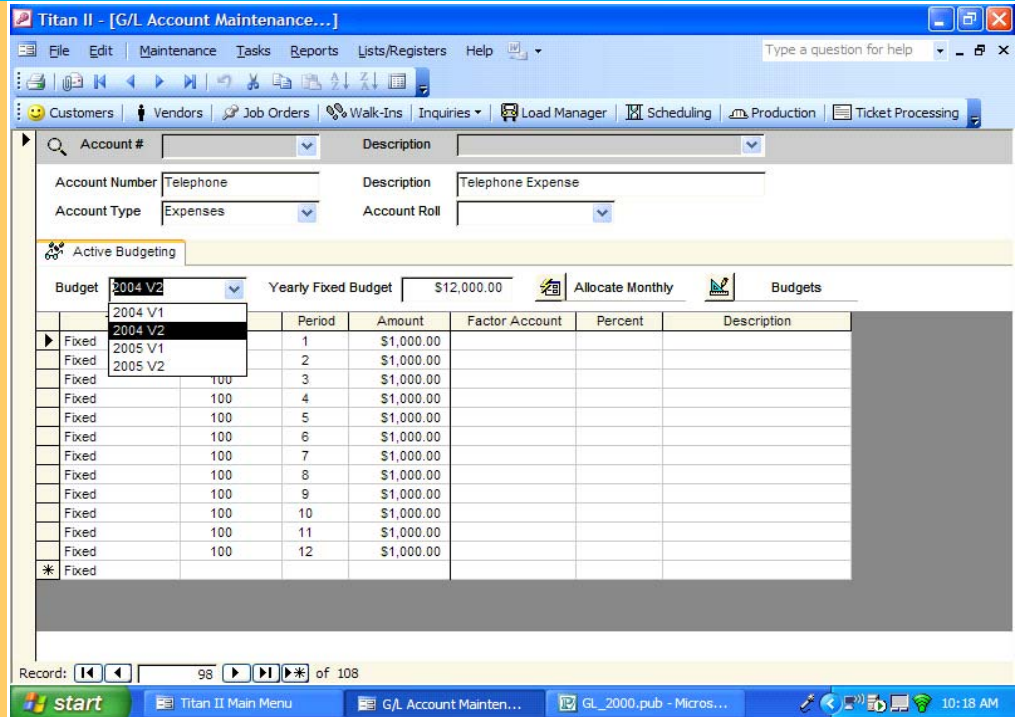 Titan II - [G/L Account Maintenance...]
File Edit Maintenance Tasks Reports Lists/Registers Help Type a question for help
Customers Vendors Job Orders Walk-Ins Inquiries Load Manager Scheduling Production Ticket Processing
Account # Description
Account Number Telephone Description Telephone Expense
Account Type Expenses Account Roll
Active Budgeting
Budget 2004 V2 Yearly Fixed Budget $12,000.00 Allocate Monthly Budgets
2004 V1
2004 V2
2005 V1
2005 V2
Period Amount Factor Account Percent Description
Fixed 1 $1,000.00
Fixed 2 $1,000.00
Fixed 100 3 $1,000.00
Fixed 100 4 $1,000.00
Fixed 100 5 $1,000.00
Fixed 100 6 $1,000.00
Fixed 100 7 $1,000.00
Fixed 100 8 $1,000.00
Fixed 100 9 $1,000.00
Fixed 100 10 $1,000.00
Fixed 100 11 $1,000.00
Fixed 100 12 $1,000.00
Fixed
Record: 98 of 108
start Titan II Main Menu G/L Account Mainten... GL_2000.pub - Micros... 10:18 AM